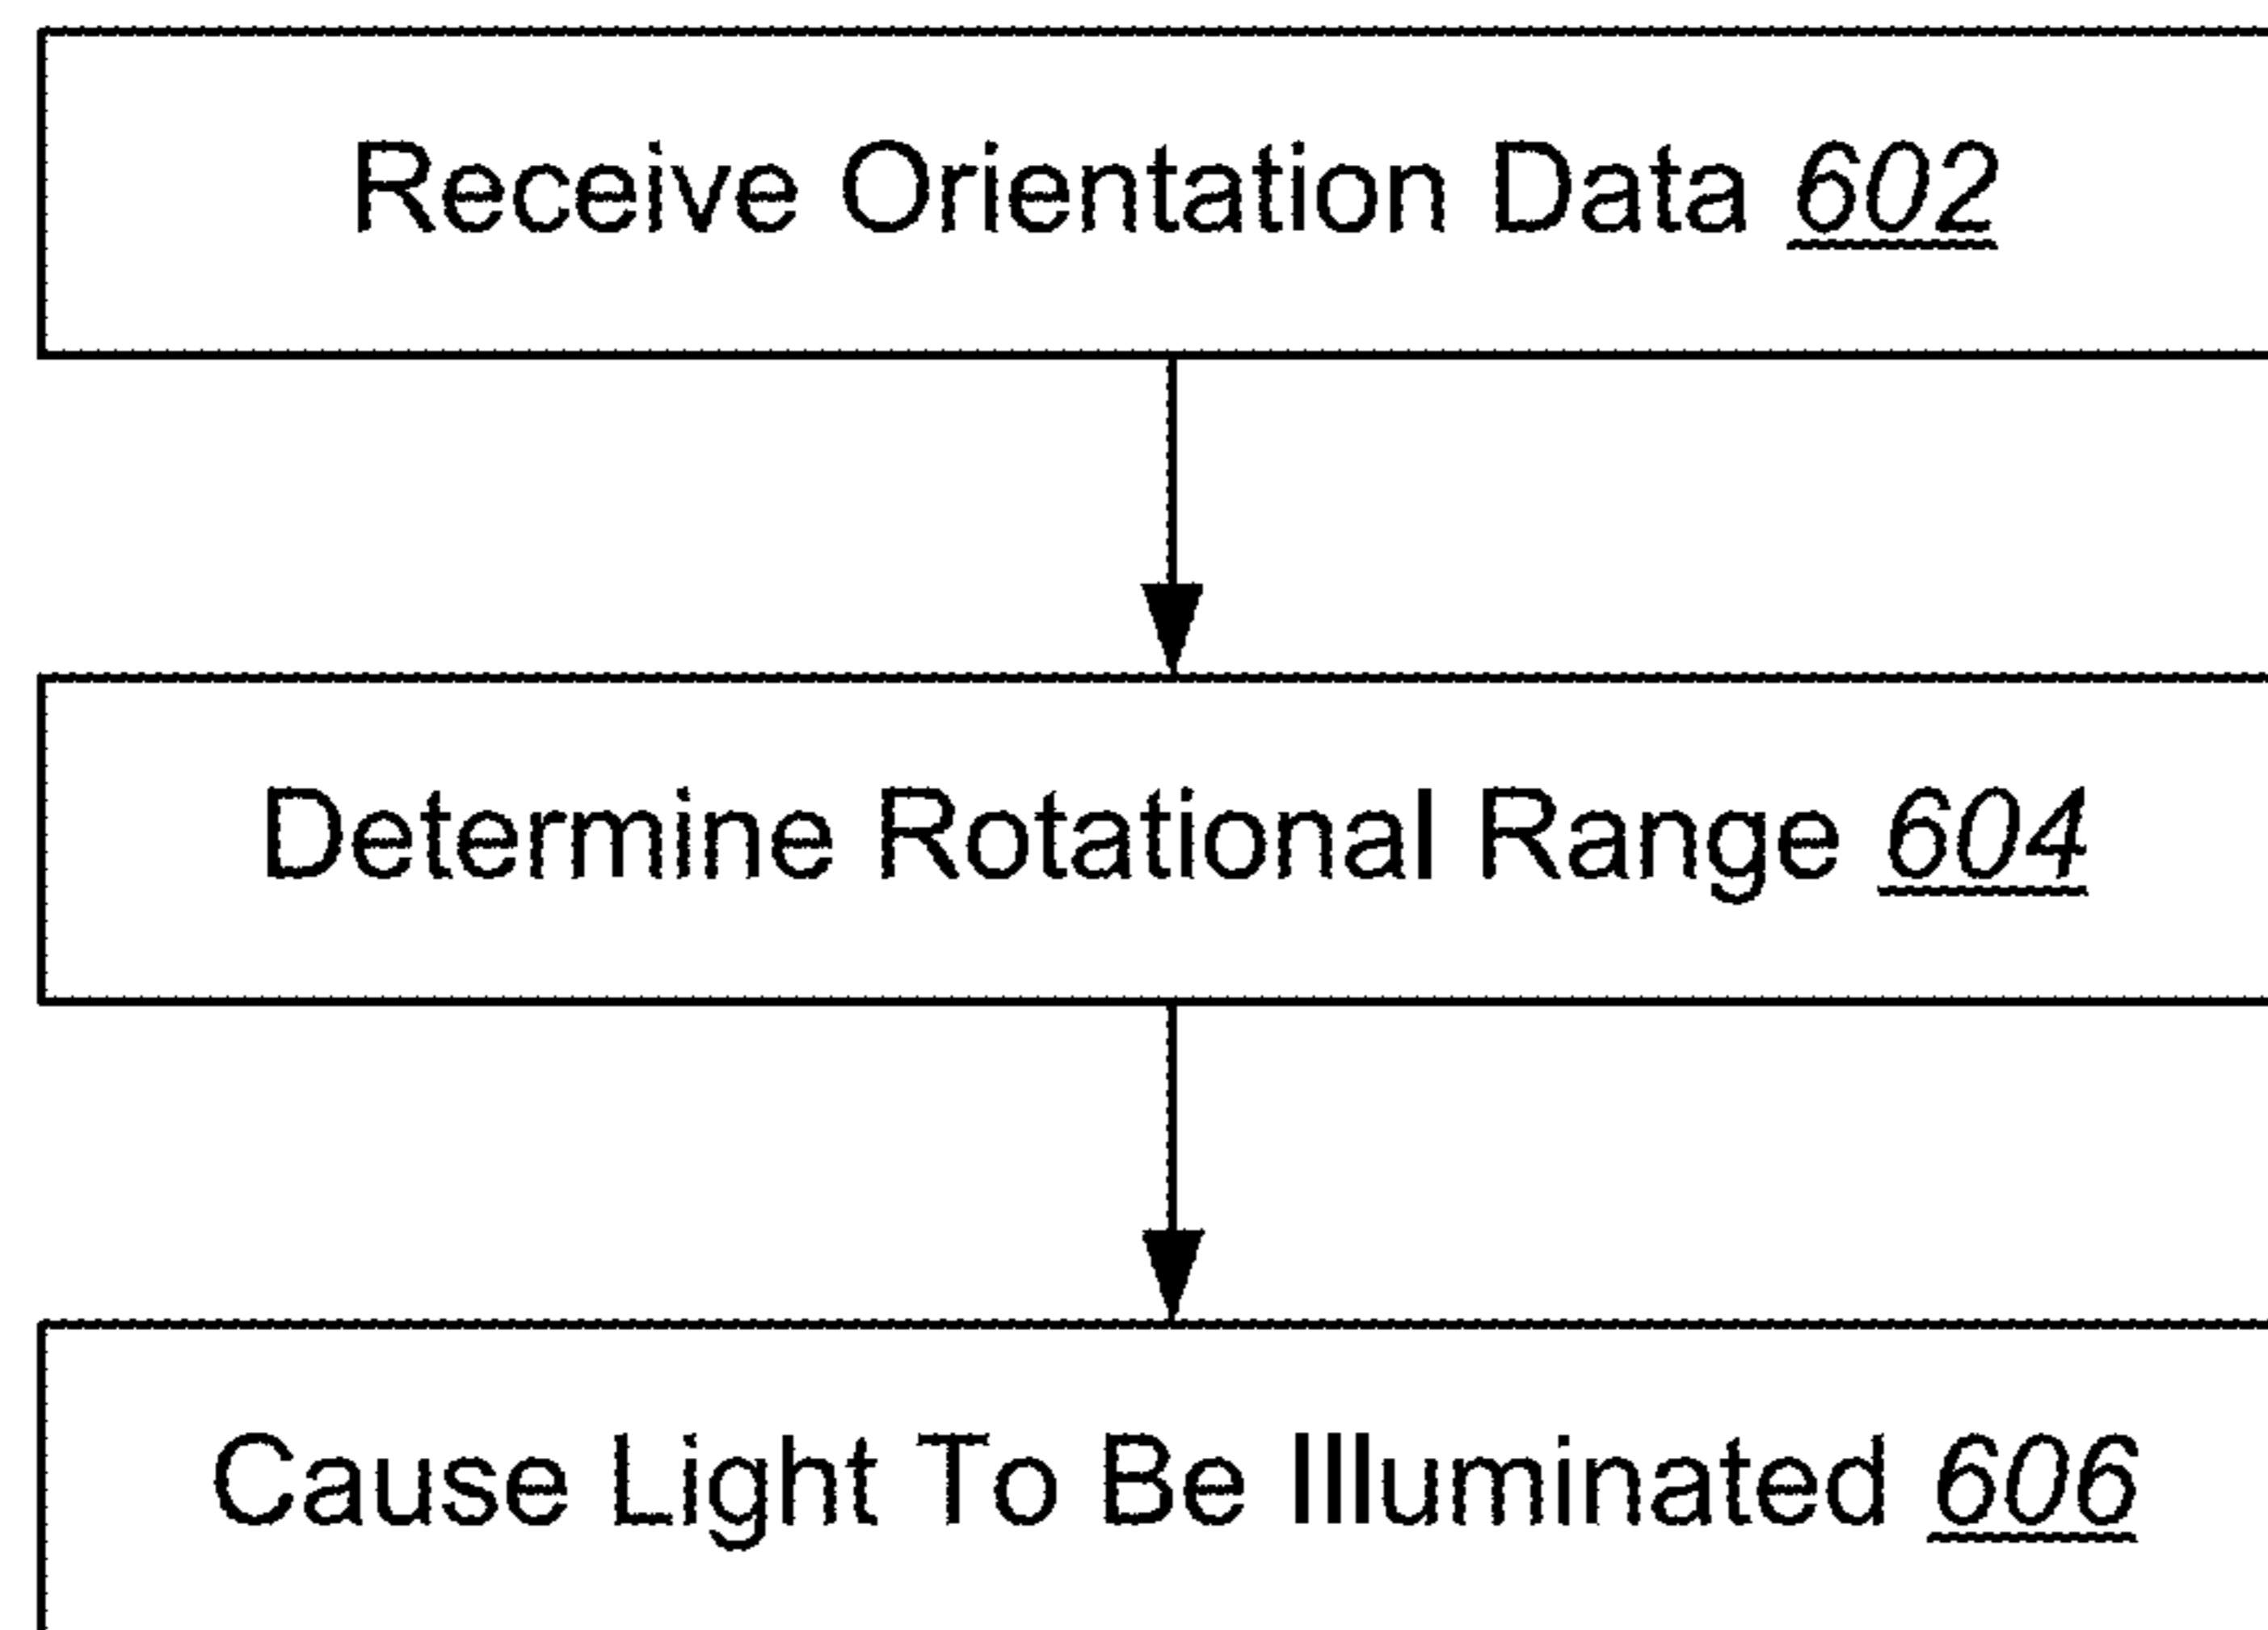 Receive Orientation Data 602
Determine Rotational Range 604
Cause Light To Be Illuminated 606